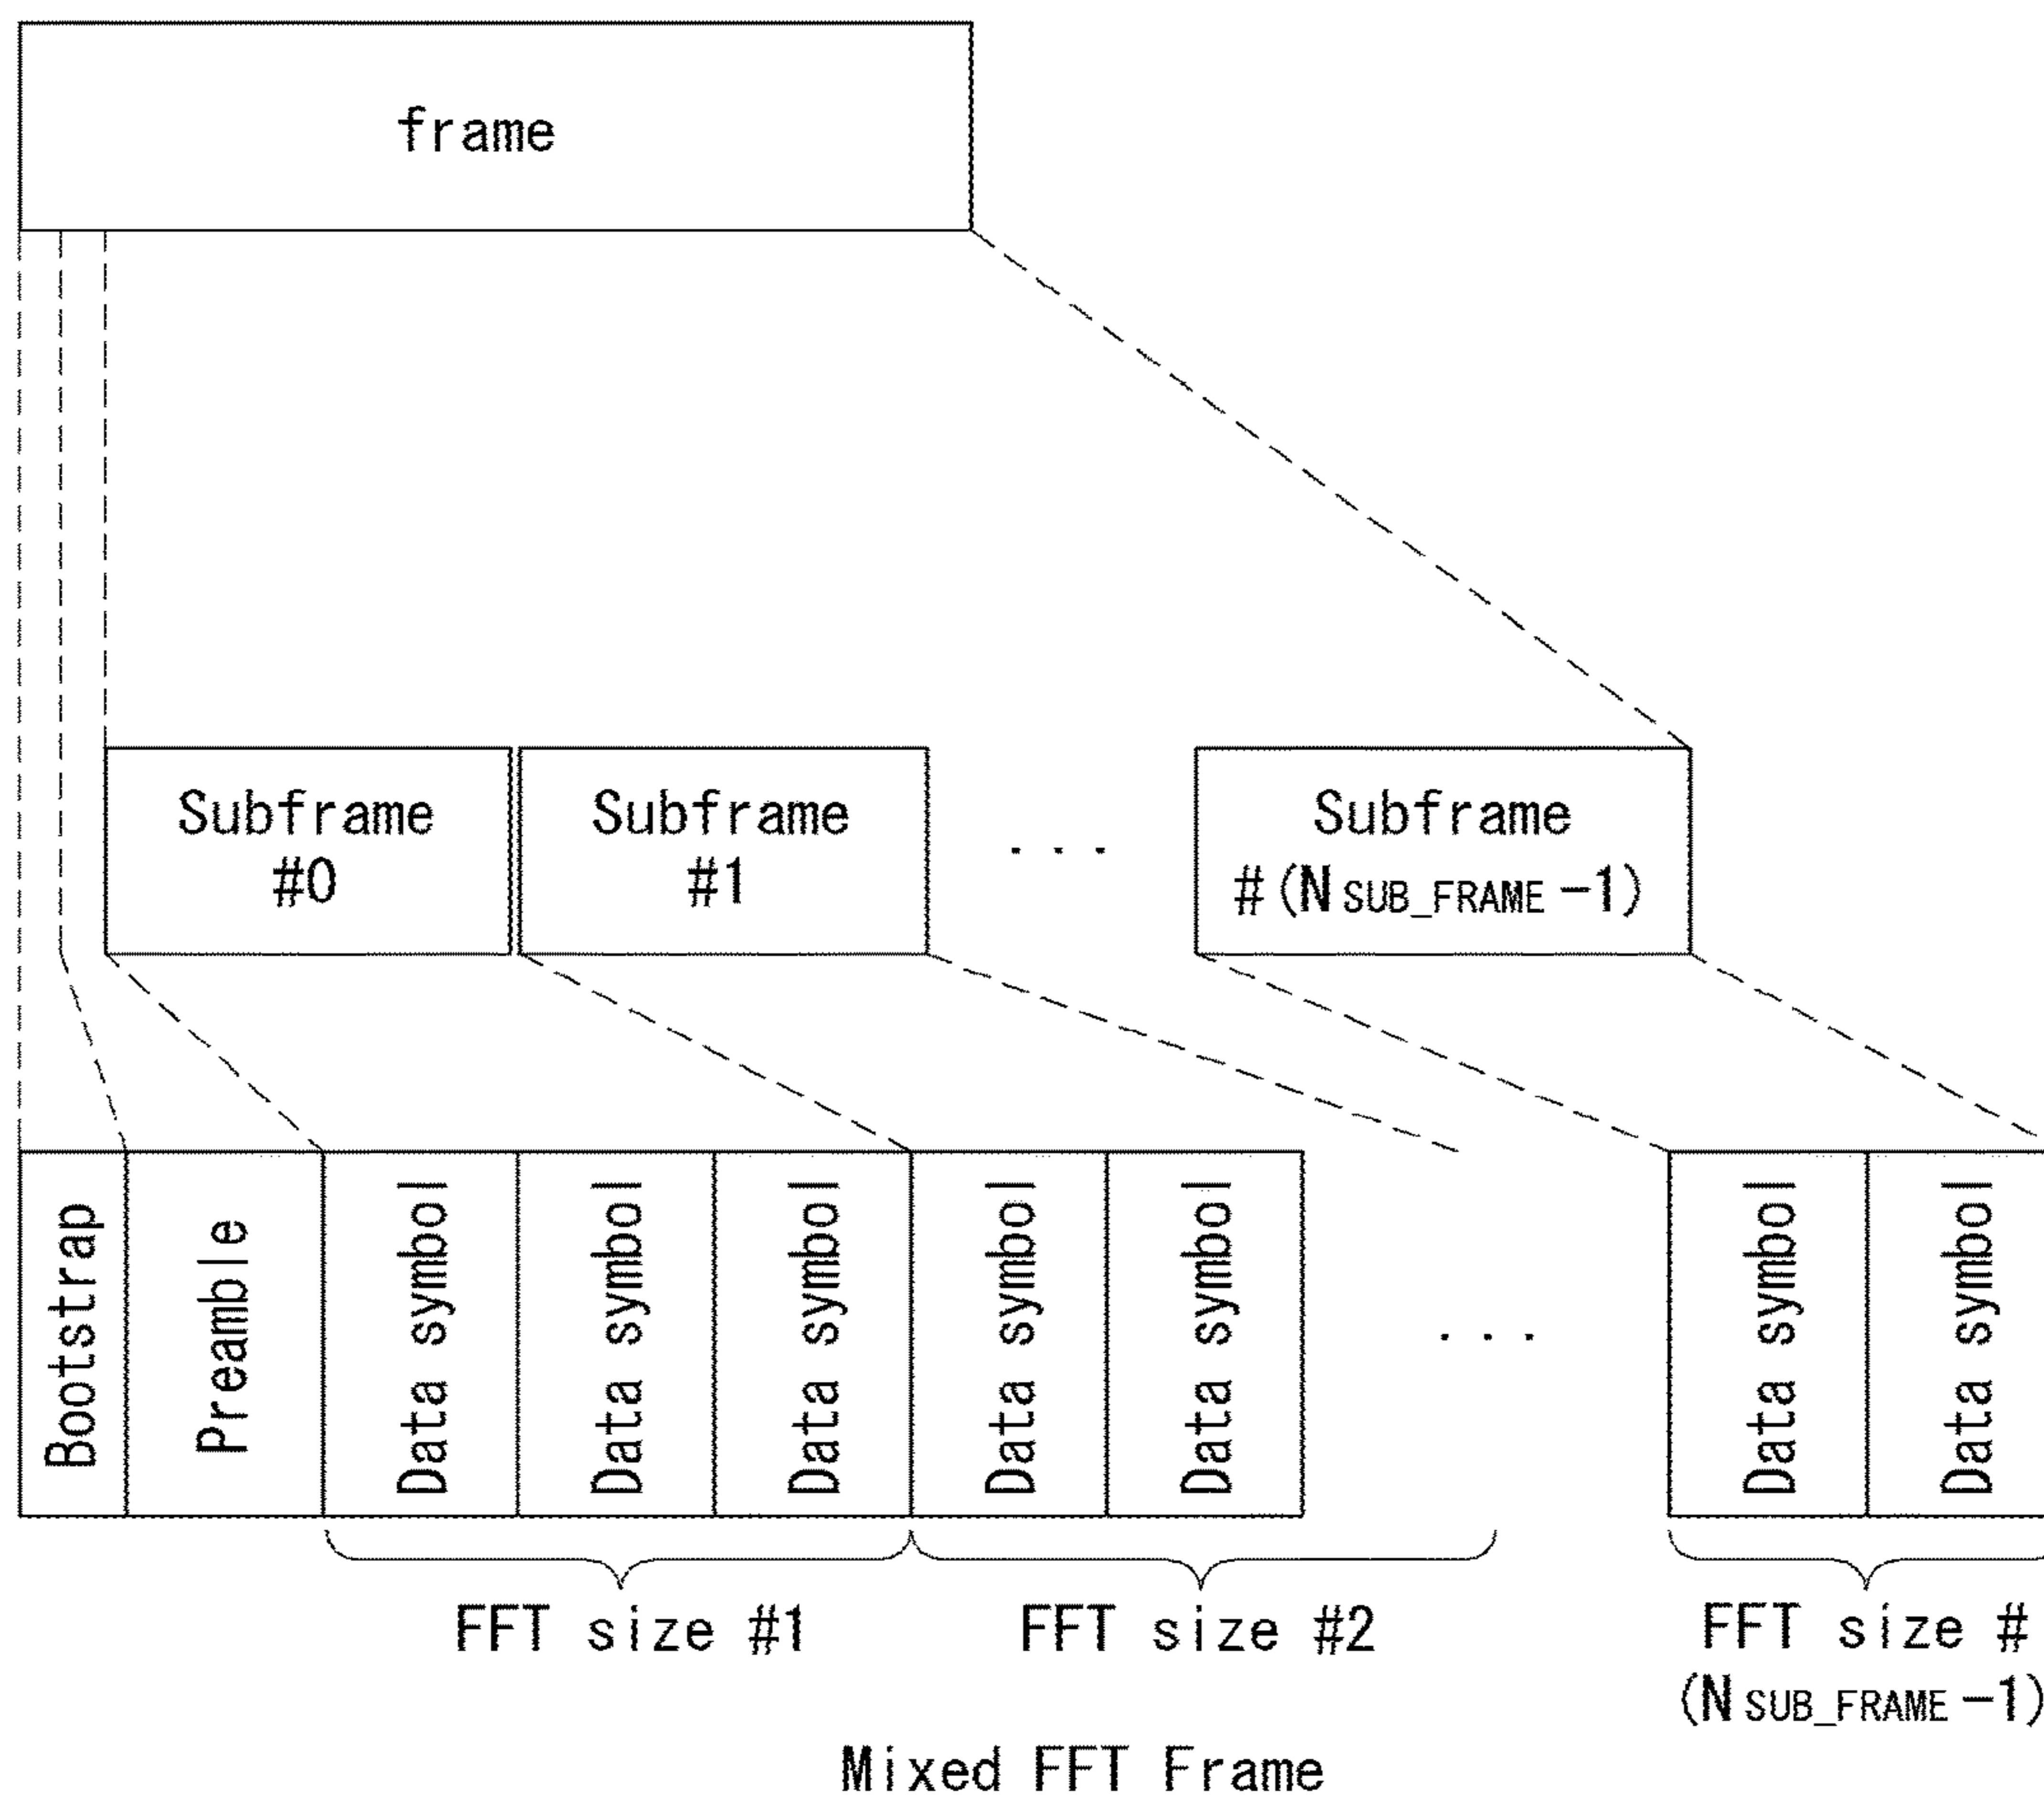 frame
Subframe
#0
Subframe
#1
. . .
Subframe
#(N SUB_FRAME -1)
Bootstrap
Preamble
Data symbol
Data symbol
Data symbol
Data symbol
Data symbol
. . .
Data symbol
Data symbol
FFT size #1
FFT size #2
FFT size #
(N SUB_FRAME -1)
Mixed FFT Frame